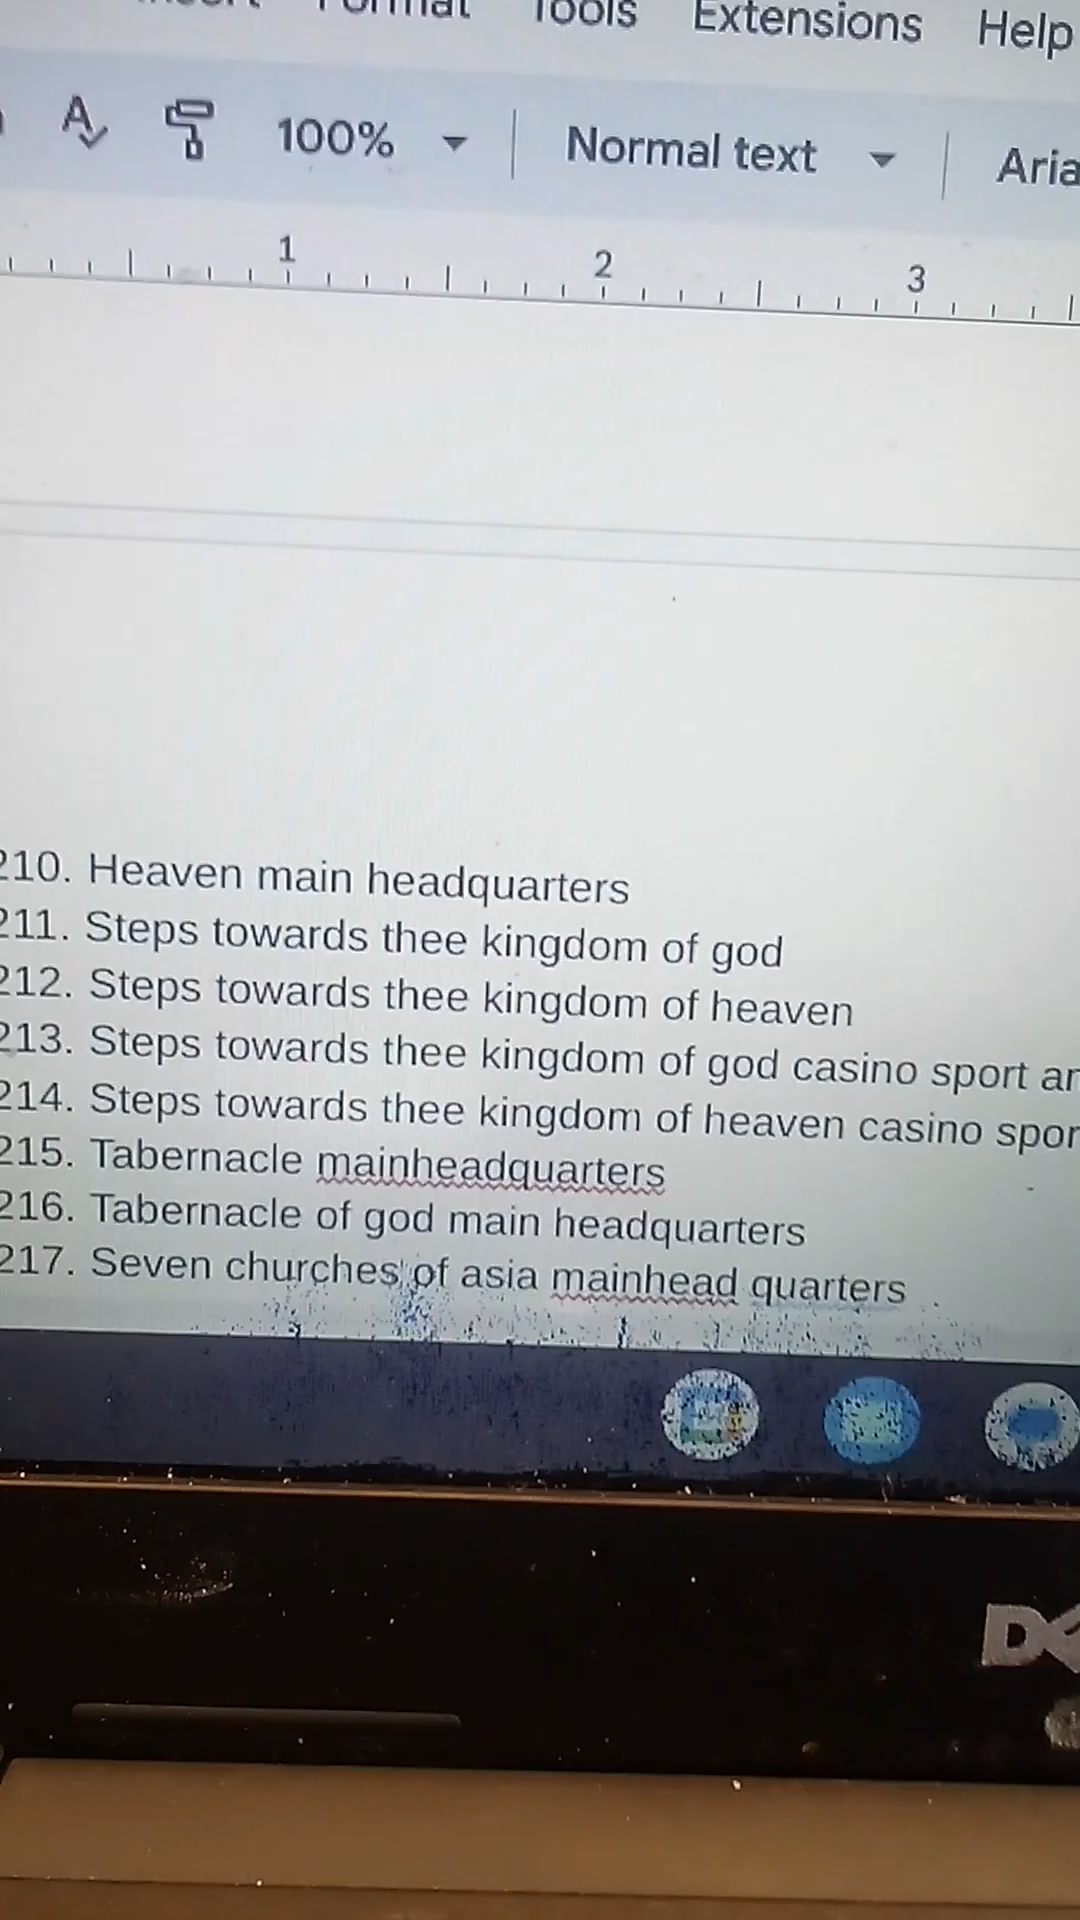 Format Tools Extensions Help
100% Normal text
1 2 3
210. Heaven main headquarters
211. Steps towards thee kingdom of god
212. Steps towards thee kingdom of heaven
213. Steps towards thee kingdom of god casino sport
214. Steps towards thee kingdom of heaven casino
215. Tabernacle mainheadquarters
216. Tabernacle of god main headquarters
217. Seven churches of asia mainhead quarters